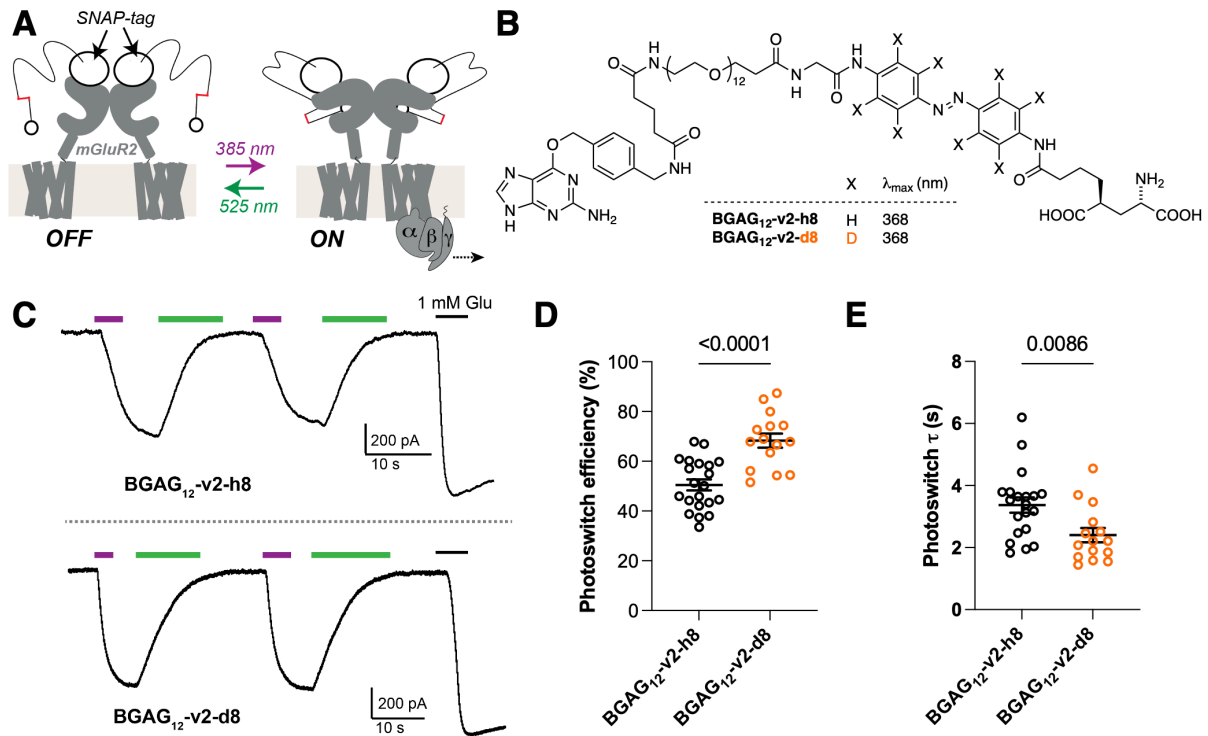 A
SNAP-tag
mGluR2
385 nm
525 nm
OFF
ON
α β γ
B
O H N ( O ) 12 O N H O H N X X X X N N X X X X NH O
O N N N H N NH2 O NH
HOOC NH2 COOH
X λmax (nm)
BGAG12-v2-h8 H 368
BGAG12-v2-d8 D 368
C
1 mM Glu
200 pA
10 s
BGAG12-v2-h8
200 pA
10 s
BGAG12-v2-d8
D
<0.0001
Photoswitch efficiency (%)
100
80
60
40
20
0
BGAG12-v2-h8
BGAG12-v2-d8
E
0.0086
Photoswitch τ (s)
8
6
4
2
0
BGAG12-v2-h8
BGAG12-v2-d8